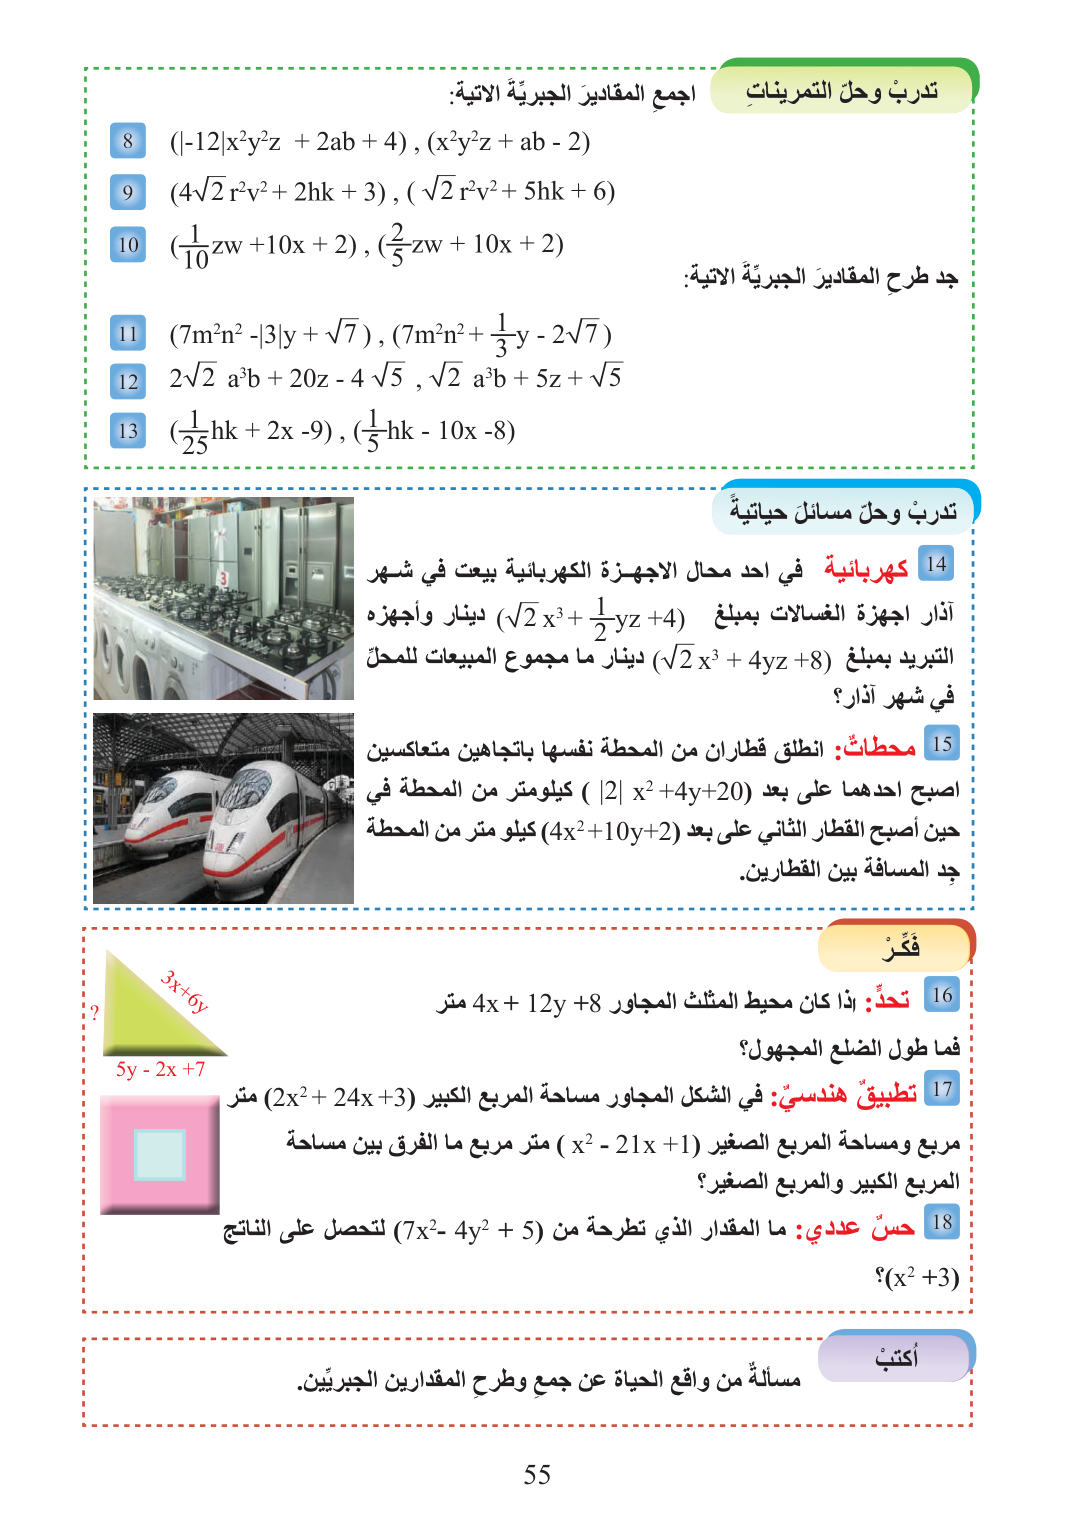 تدربْ وحلّ التمريناتِ اجمعِ المقاديرَ الجبريِّةَ الاتية:
8 (|-12|x²y²z + 2ab + 4) , (x²y²z + ab - 2)
9 (4√2 r²v² + 2hk + 3) , ( √2 r²v² + 5hk + 6)
10 (1/10 zw +10x + 2) , (2/5 zw + 10x + 2)
جد طرحِ المقاديرَ الجبريِّةَ الاتية:
11 (7m²n² -|3|y + √7 ) , (7m²n² + 1/3 y - 2√7 )
12 2√2 a³b + 20z - 4 √5 , √2 a³b + 5z + √5
13 (1/25 hk + 2x -9) , (1/5 hk - 10x -8)
تدربْ وحلّ مسائلَ حياتيةً
14 كهربائية في احد محال الاجهــزة الكهربائية بيعت في شــهر
آذار اجهزة الغسالات بمبلغ (√2 x³ + 1/2 yz +4) دينار وأجهزه
التبريد بمبلغ (√2 x³ + 4yz +8) دينار ما مجموع المبيعات للمحلِّ
في شهر آذار؟
15 محطاتٌ: انطلق قطاران من المحطة نفسها باتجاهين متعاكسين
اصبح احدهما على بعد ( |2| x² +4y+20) كيلومتر من المحطة في
حين أصبح القطار الثاني على بعد (4x² +10y+2) كيلو متر من المحطة
جِد المسافة بين القطارين.
فَكِّـرْ
16 تحدٍّ: إذا كان محيط المثلث المجاور 4x + 12y +8 متر
فما طول الضلع المجهول؟
3x+6y
?
5y - 2x +7
17 تطبيقٌ هندسيٌ: في الشكل المجاور مساحة المربع الكبير (2x² + 24x +3) متر
مربع ومساحة المربع الصغير ( x² - 21x +1) متر مربع ما الفرق بين مساحة
المربع الكبير والمربع الصغير؟
18 حسٌ عددي: ما المقدار الذي تطرحة من (7x²- 4y² + 5) لتحصل على الناتج
(x² +3)؟
أُكتبْ
مسألةٌ من واقع الحياة عن جمعِ وطرحِ المقدارين الجبريِّين.
55